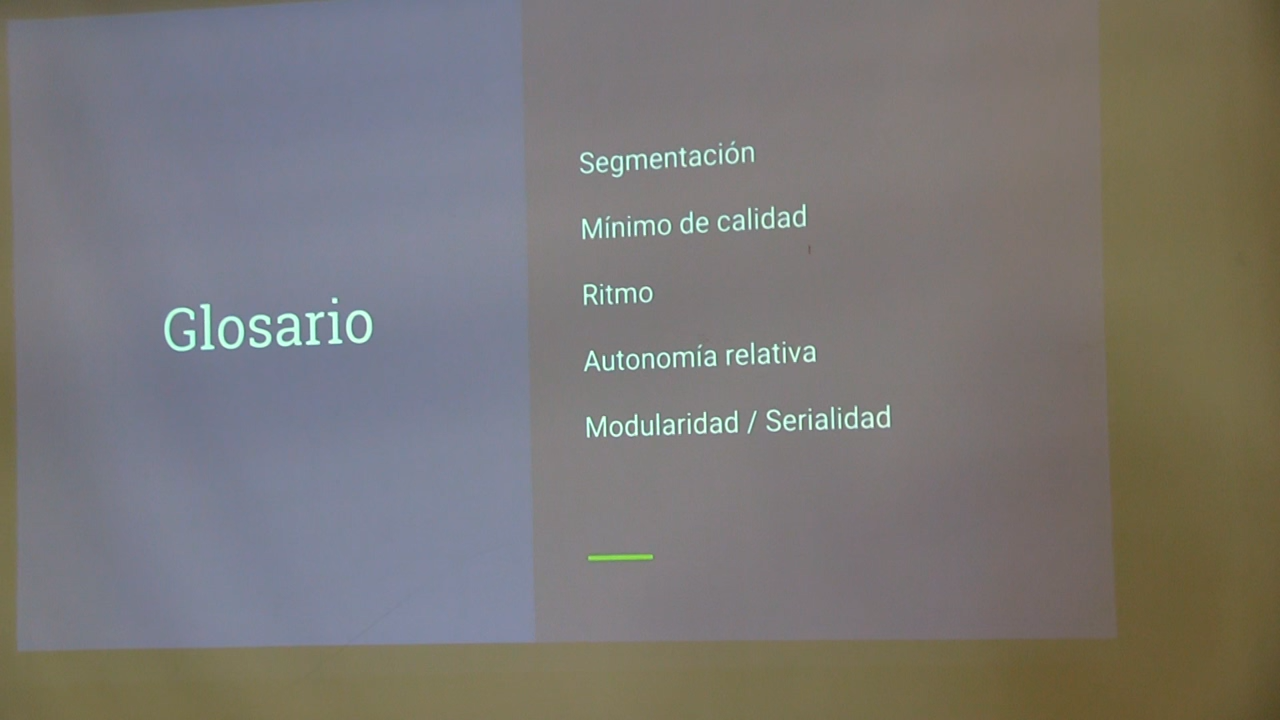 Glosario
Segmentación
Mínimo de calidad
Ritmo
Autonomía relativa
Modularidad / Serialidad